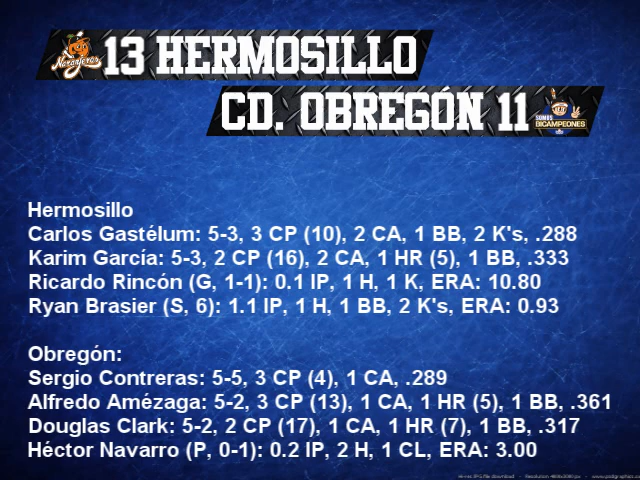 Naranjeros 13 HERMOSILLO
CD. OBREGÓN 11 SOMOS BICAMPEONES
Hermosillo
Carlos Gastélum: 5-3, 3 CP (10), 2 CA, 1 BB, 2 K's, .288
Karim García: 5-3, 2 CP (16), 2 CA, 1 HR (5), 1 BB, .333
Ricardo Rincón (G, 1-1): 0.1 IP, 1 H, 1 K, ERA: 10.80
Ryan Brasier (S, 6): 1.1 IP, 1 H, 1 BB, 2 K's, ERA: 0.93
Obregón:
Sergio Contreras: 5-5, 3 CP (4), 1 CA, .289
Alfredo Amézaga: 5-2, 3 CP (13), 1 CA, 1 HR (5), 1 BB, .361
Douglas Clark: 5-2, 2 CP (17), 1 CA, 1 HR (7), 1 BB, .317
Héctor Navarro (P, 0-1): 0.2 IP, 2 H, 1 CL, ERA: 3.00